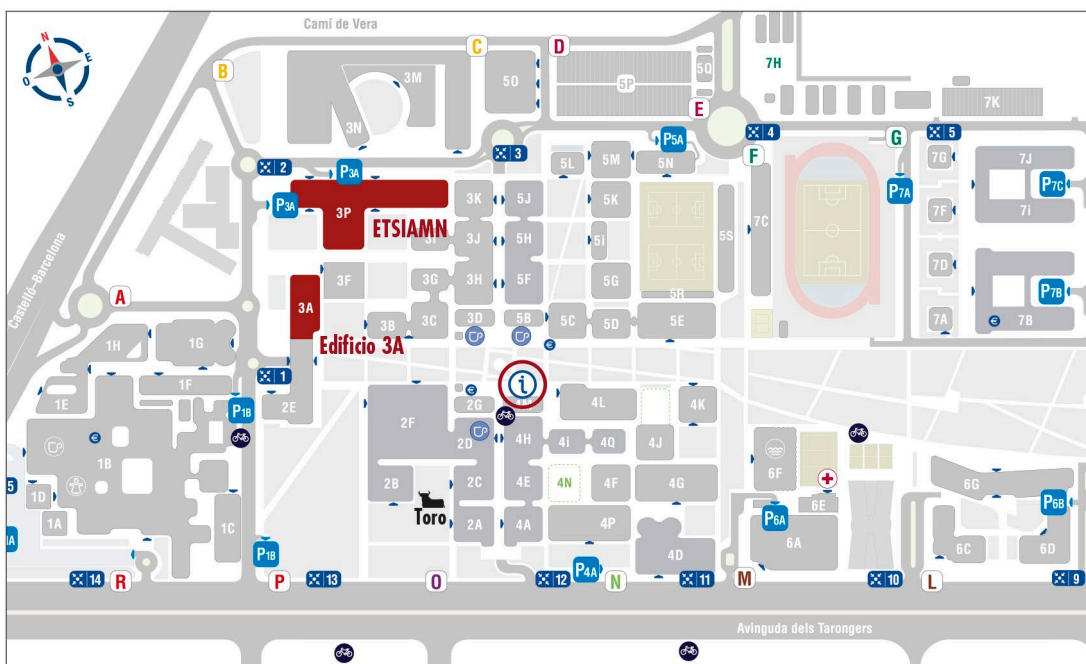 Camí de Vera
N
E
S
O
B
C
D
3M
5O
5P
5Q
7H
3N
E
7K
2
3
P5A
4
G
5
P3A
5L
5M
5N
F
7G
7J
P3A
3P
3K
5J
5K
5S
7C
P7A
7F
7i
P7C
ETSIAMN
3I
3J
5H
5i
3F
3G
3H
5F
5G
7D
P7B
Castelló–Barcelona
A
3A
5R
3B
3C
3D
5B
5C
5D
5E
7A
7B
€
1H
1G
Edificio 3A
€
1
1F
i
1E
P1B
2E
2F
2G
€
4L
4K
2D
4H
4i
4Q
4J
1B
€
6F
2B
2C
4E
4N
4F
4G
6E
6G
5
1D
1A
1C
Toro
2A
4A
4P
P6A
6A
P6B
6C
6D
1A
P1B
4D
14
R
P
13
O
12
P4A
N
11
M
10
L
9
Avinguda dels Tarongers